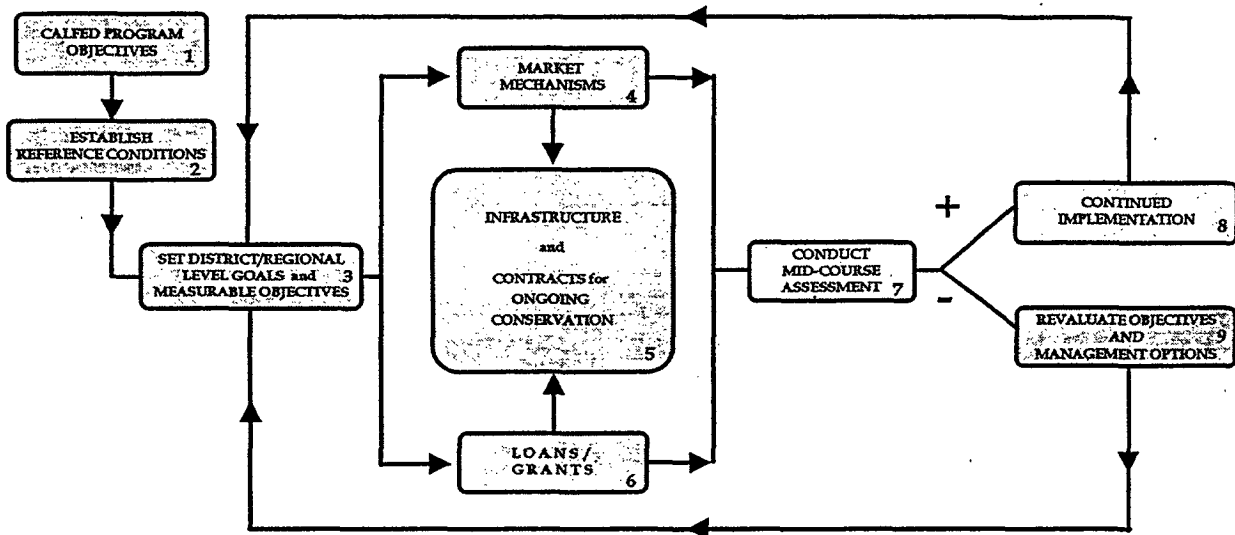 CALFED PROGRAM
OBJECTIVES 1
ESTABLISH
REFERENCE CONDITIONS 2
SET DISTRICT/REGIONAL 3
LEVEL GOALS and
MEASURABLE OBJECTIVES
MARKET
MECHANISMS 4
INFRASTRUCTURE
and
CONTRACTS for
ONGOING
CONSERVATION
5
LOANS/
GRANTS 6
CONDUCT
MID-COURSE
ASSESSMENT 7
+
-
CONTINUED
IMPLEMENTATION 8
REVALUATE OBJECTIVES
AND 9
MANAGEMENT OPTIONS